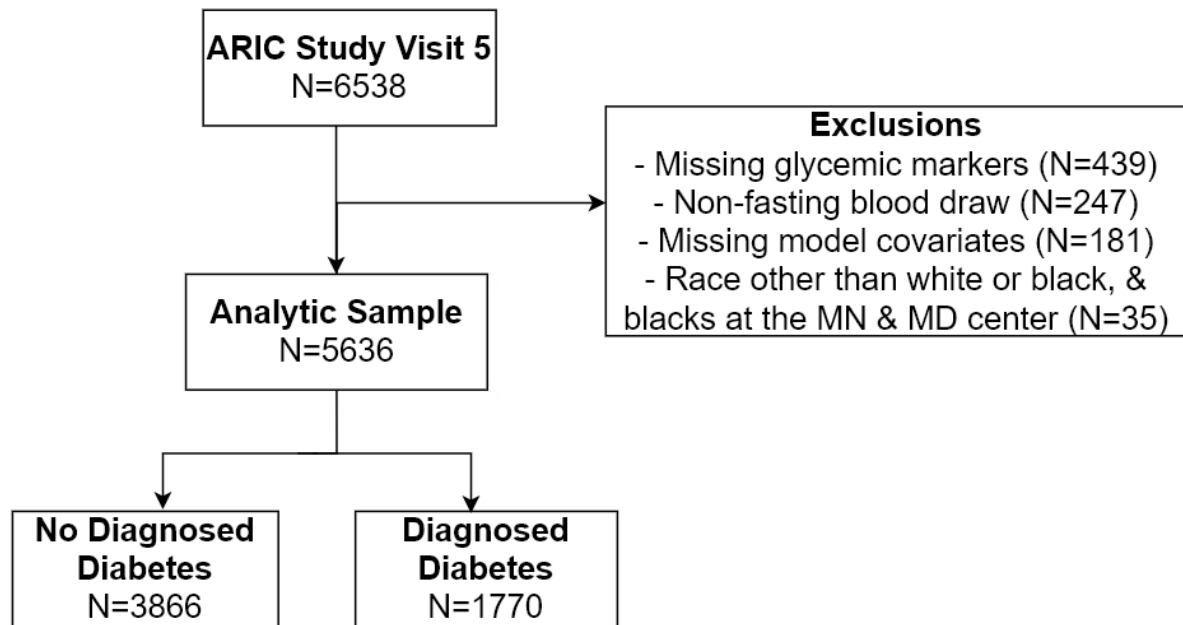 ARIC Study Visit 5
N=6538
Exclusions
- Missing glycemic markers (N=439)
- Non-fasting blood draw (N=247)
- Missing model covariates (N=181)
- Race other than white or black, &
blacks at the MN & MD center (N=35)
Analytic Sample
N=5636
No Diagnosed
Diabetes
N=3866
Diagnosed
Diabetes
N=1770